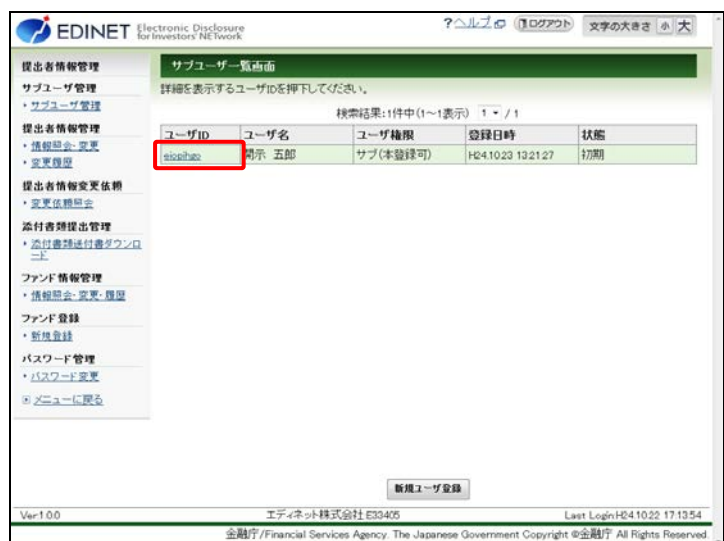 EDINET Electronic Disclosure
for Investors' NETwork
?ヘルプ ログアウト 文字の大きさ 小 大
提出者情報管理
サブユーザ管理
・サブユーザ管理
提出者情報管理
・情報照会・変更
・変更履歴
提出者情報変更依頼
・変更依頼照会
添付書類提出管理
・添付書類送付書ダウンロ
ード
ファンド情報管理
・情報照会・変更・履歴
ファンド登録
・新規登録
パスワード管理
・パスワード変更
メニューに戻る
サブユーザ一覧画面
詳細を表示するユーザIDを押下してください。
検索結果:1件中(1～1表示) 1 / 1
ユーザID ユーザ名 ユーザ権限 登録日時 状態
開示 五郎 サブ(本登録可) H24.10.23 13:21:27 初期
新規ユーザ登録
Ver1.0.0 エディネット株式会社 E33405 Last Login:H24.10.22 17:13:54
金融庁/Financial Services Agency. The Japanese Government Copyright ©金融庁 All Rights Reserved.